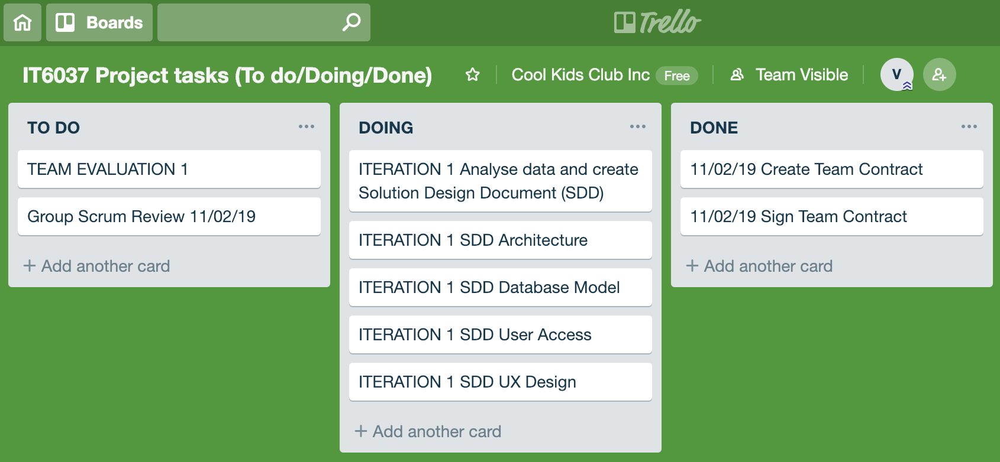 Boards
Trello
IT6037 Project tasks (To do/Doing/Done)
Cool Kids Club Inc Free
Team Visible
V
TO DO
TEAM EVALUATION 1
Group Scrum Review 11/02/19
+ Add another card
DOING
ITERATION 1 Analyse data and create
Solution Design Document (SDD)
ITERATION 1 SDD Architecture
ITERATION 1 SDD Database Model
ITERATION 1 SDD User Access
ITERATION 1 SDD UX Design
+ Add another card
DONE
11/02/19 Create Team Contract
11/02/19 Sign Team Contract
+ Add another card